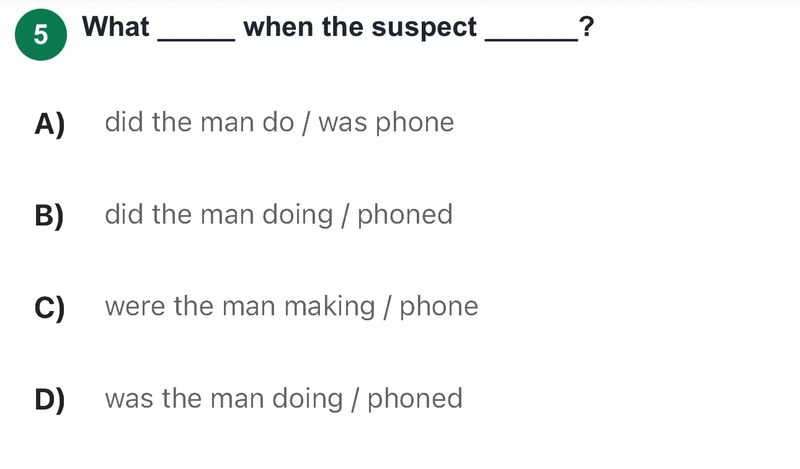 5 What _____ when the suspect ______?
A) did the man do / was phone
B) did the man doing / phoned
C) were the man making / phone
D) was the man doing / phoned